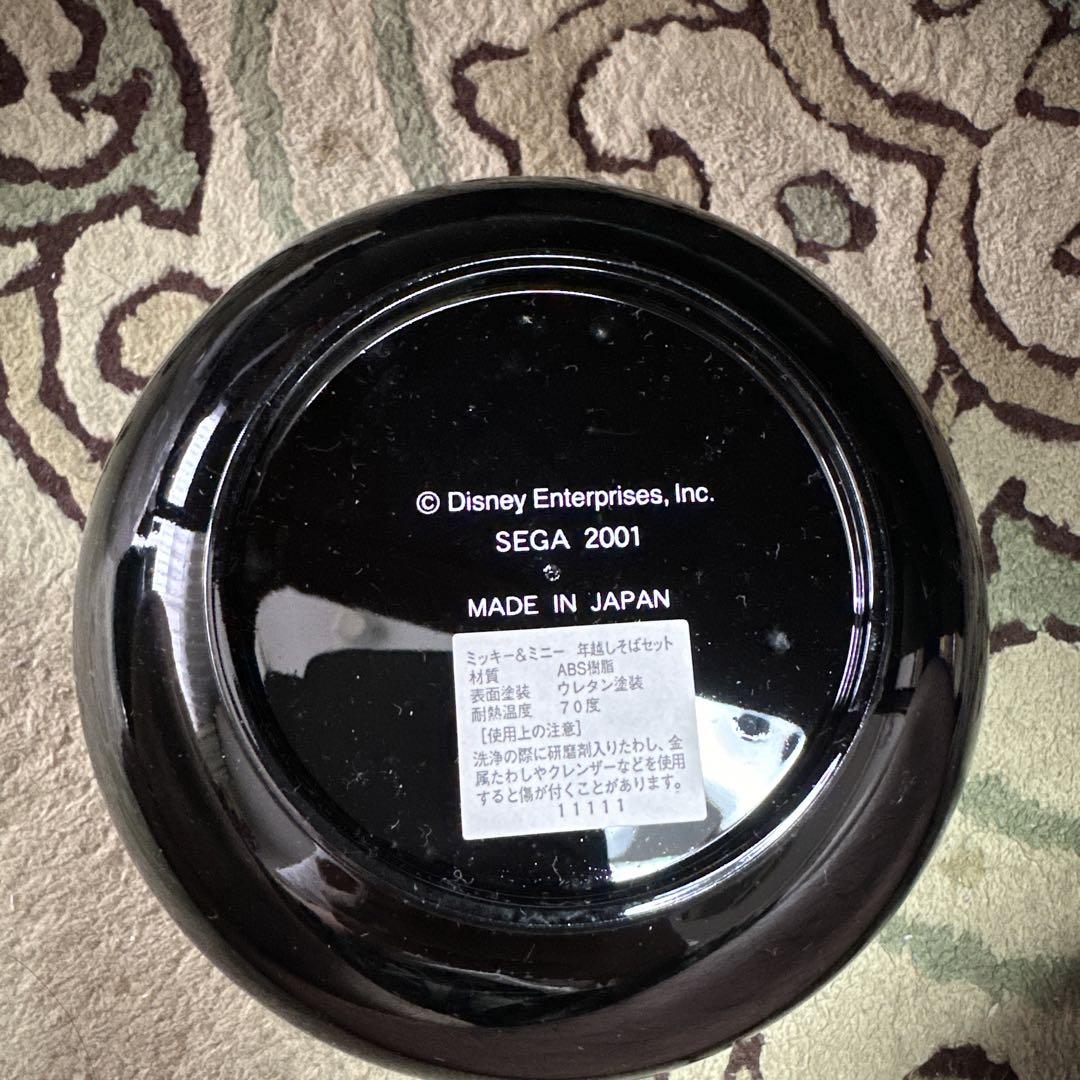 © Disney Enterprises, Inc.
SEGA 2001
MADE IN JAPAN
ミッキー&ミニー 年越しそばセット
材質 ABS樹脂
表面塗装 ウレタン塗装
耐熱温度 70度
[使用上の注意]
洗浄の際に研磨剤入りたわし、金
属たわしやクレンザーなどを使用
すると傷が付くことがあります。
11111